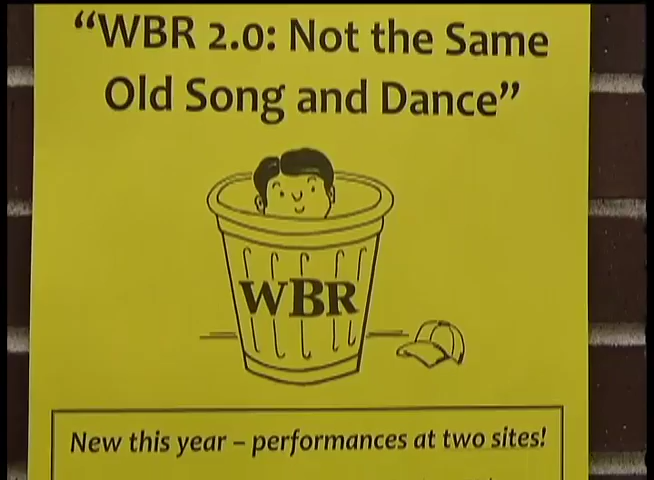 “WBR 2.0: Not the Same
Old Song and Dance”
WBR
New this year – performances at two sites!